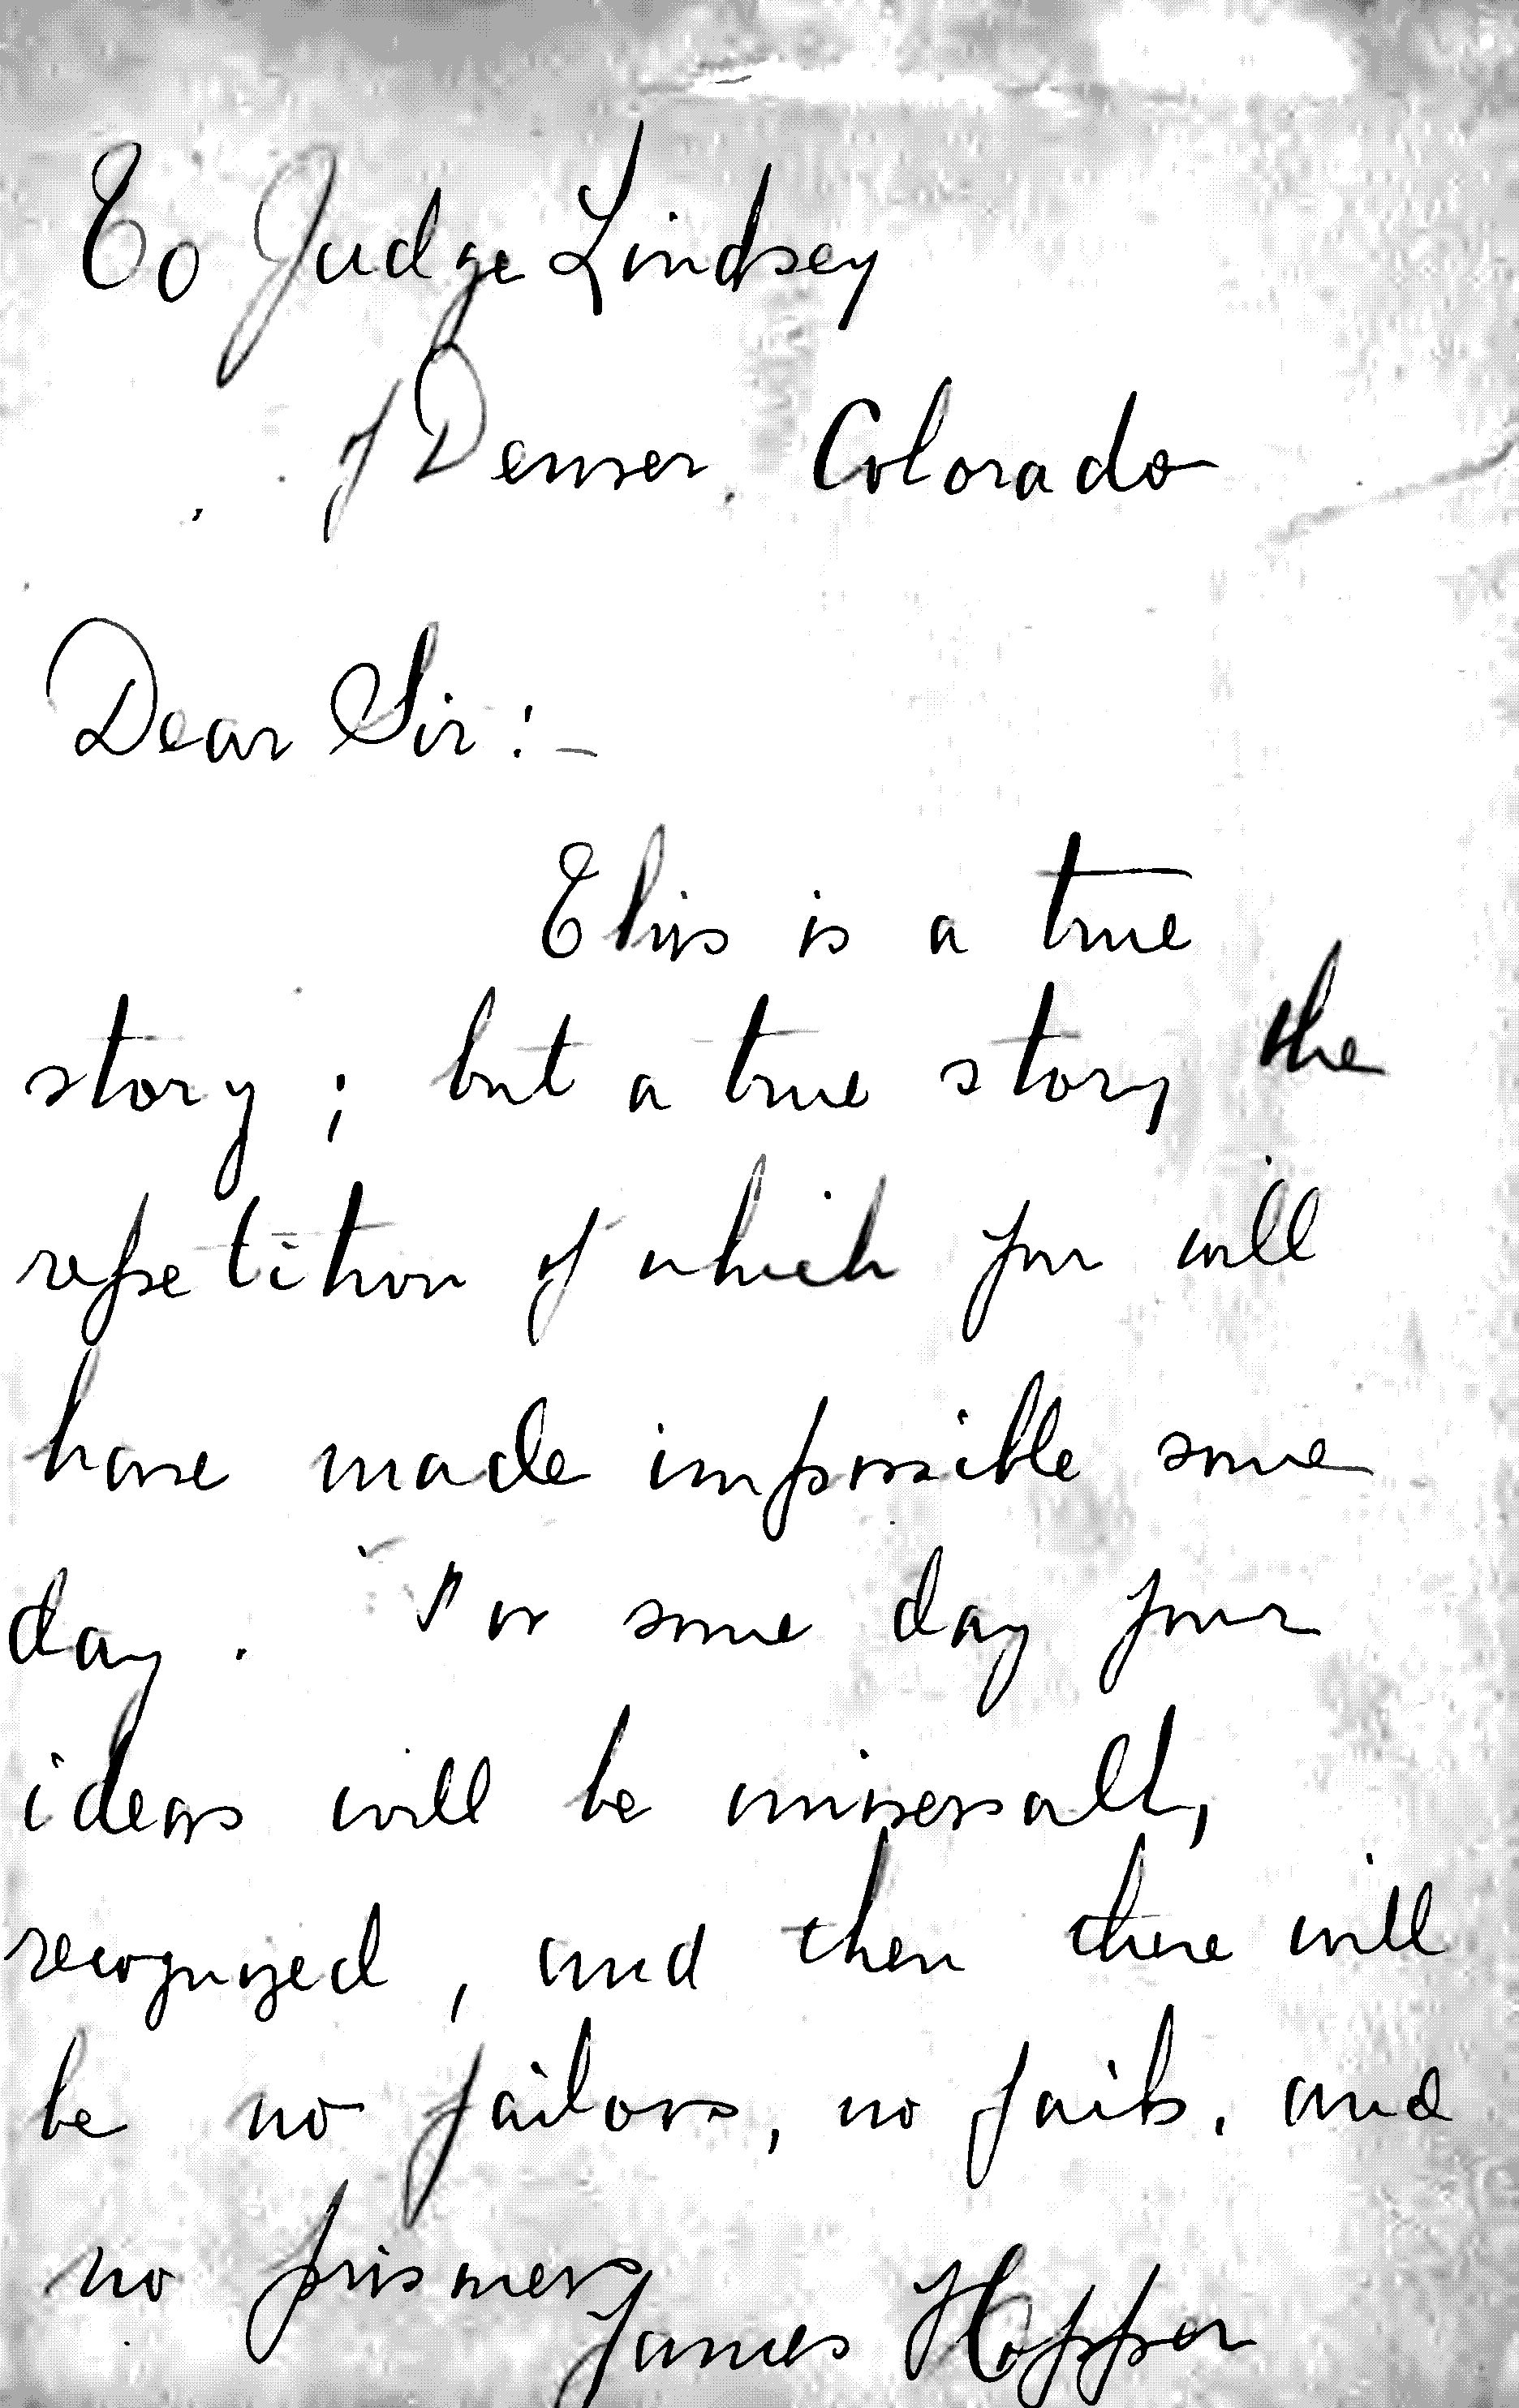 To Judge Lindsey
of Denver, Colorado
Dear Sir:-
This is a true
story; but a true story the
repetition of which you will
have made impossible some
day. For some day your
ideas will be universally
recognized, and then there will
be no jailors, no jails, and
no prisoners
James Hopper